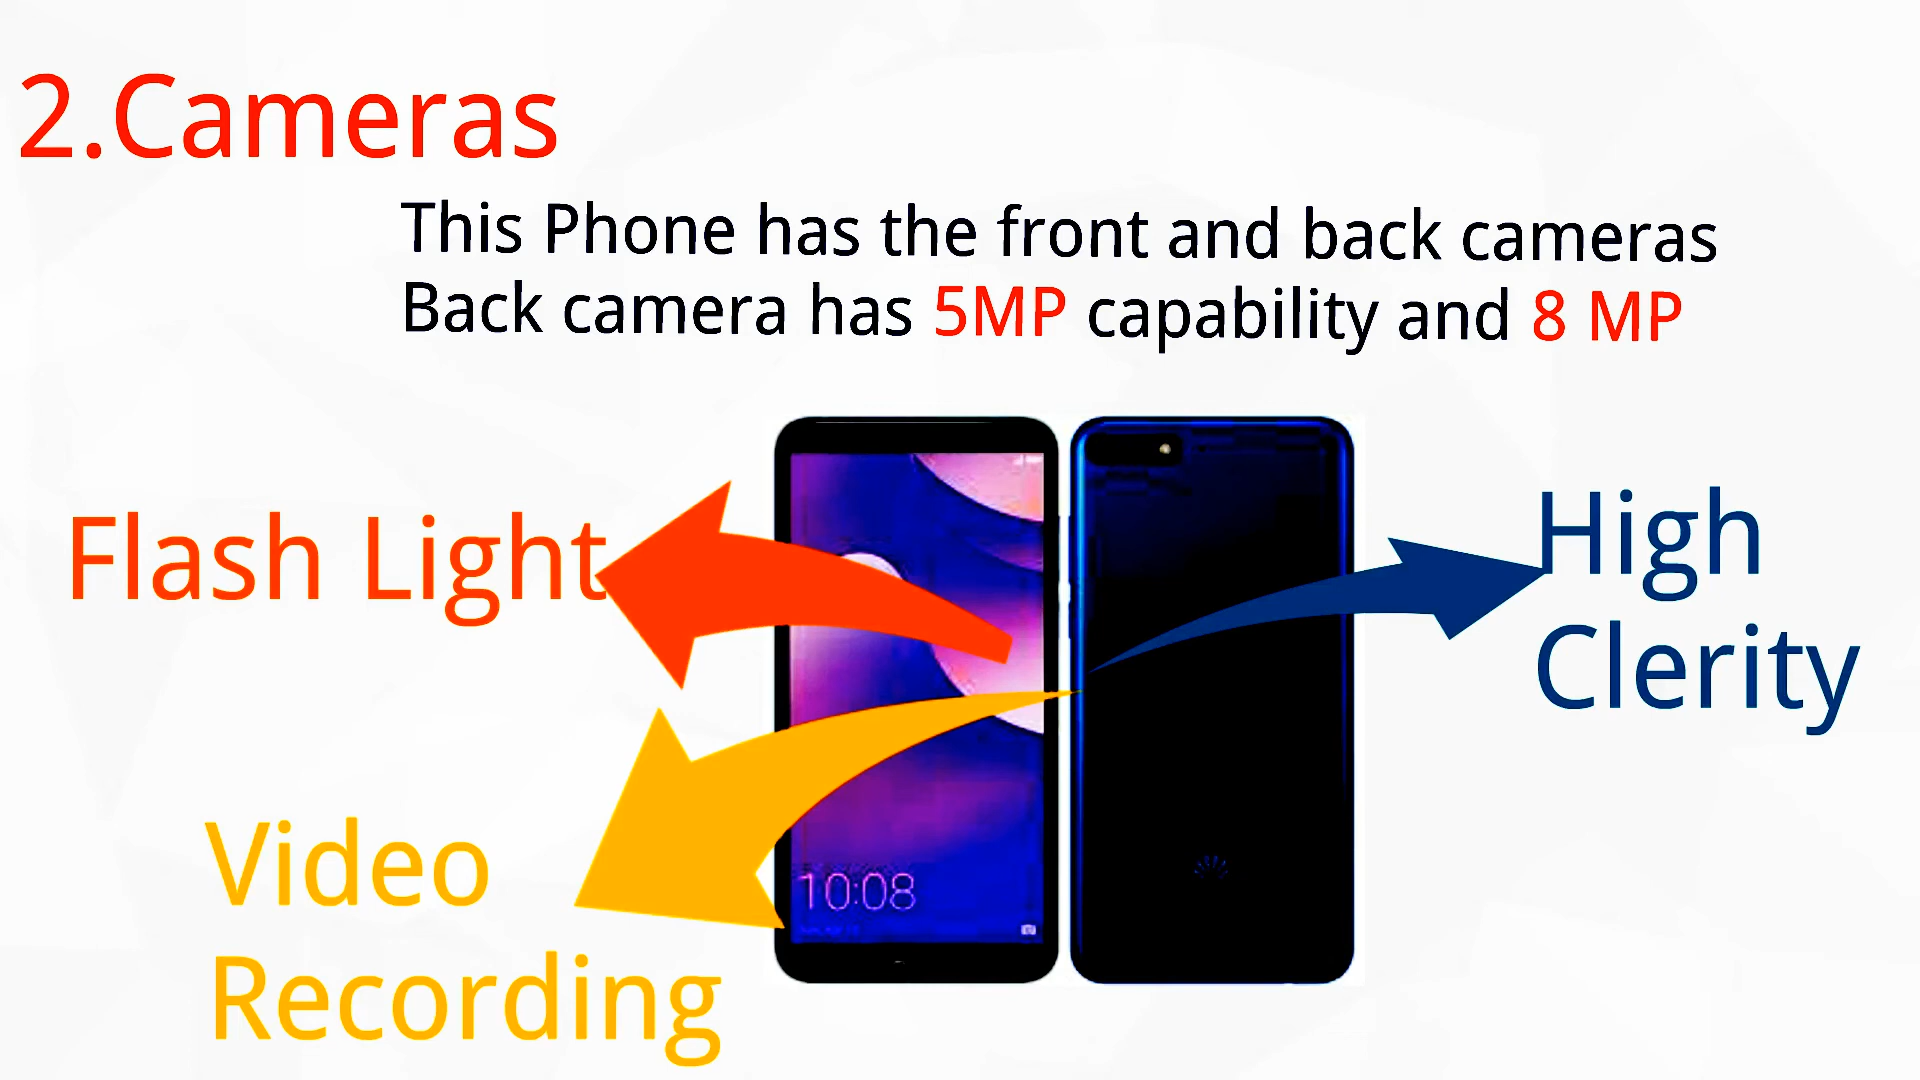 2.Cameras
This Phone has the front and back cameras
Back camera has 5MP capability and 8 MP
Flash Light
High
Clerity
Video
Recording
10:08